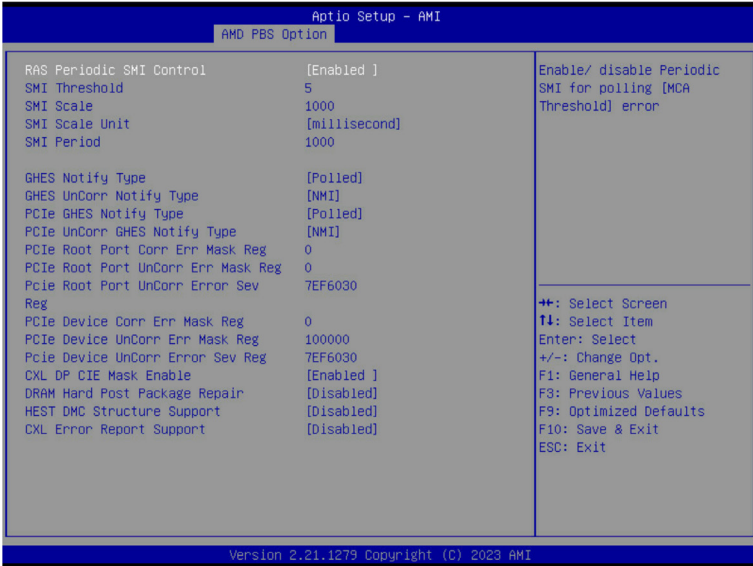 Aptio Setup – AMI
AMD PBS Option
RAS Periodic SMI Control [Enabled ]
SMI Threshold 5
SMI Scale 1000
SMI Scale Unit [millisecond]
SMI Period 1000
GHES Notify Type [Polled]
GHES UnCorr Notify Type [NMI]
PCIe GHES Notify Type [Polled]
PCIe UnCorr GHES Notify Type [NMI]
PCIe Root Port Corr Err Mask Reg 0
PCIe Root Port UnCorr Err Mask Reg 0
Pcie Root Port UnCorr Error Sev 7EF6030
Reg
PCIe Device Corr Err Mask Reg 0
PCIe Device UnCorr Err Mask Reg 100000
Pcie Device UnCorr Error Sev Reg 7EF6030
CXL DP CIE Mask Enable [Enabled ]
DRAM Hard Post Package Repair [Disabled]
HEST DMC Structure Support [Disabled]
CXL Error Report Support [Disabled]
Enable/ disable Periodic
SMI for polling [MCA
Threshold] error
→←: Select Screen
↑↓: Select Item
Enter: Select
+/-: Change Opt.
F1: General Help
F3: Previous Values
F9: Optimized Defaults
F10: Save & Exit
ESC: Exit
Version 2.21.1279 Copyright (C) 2023 AMI